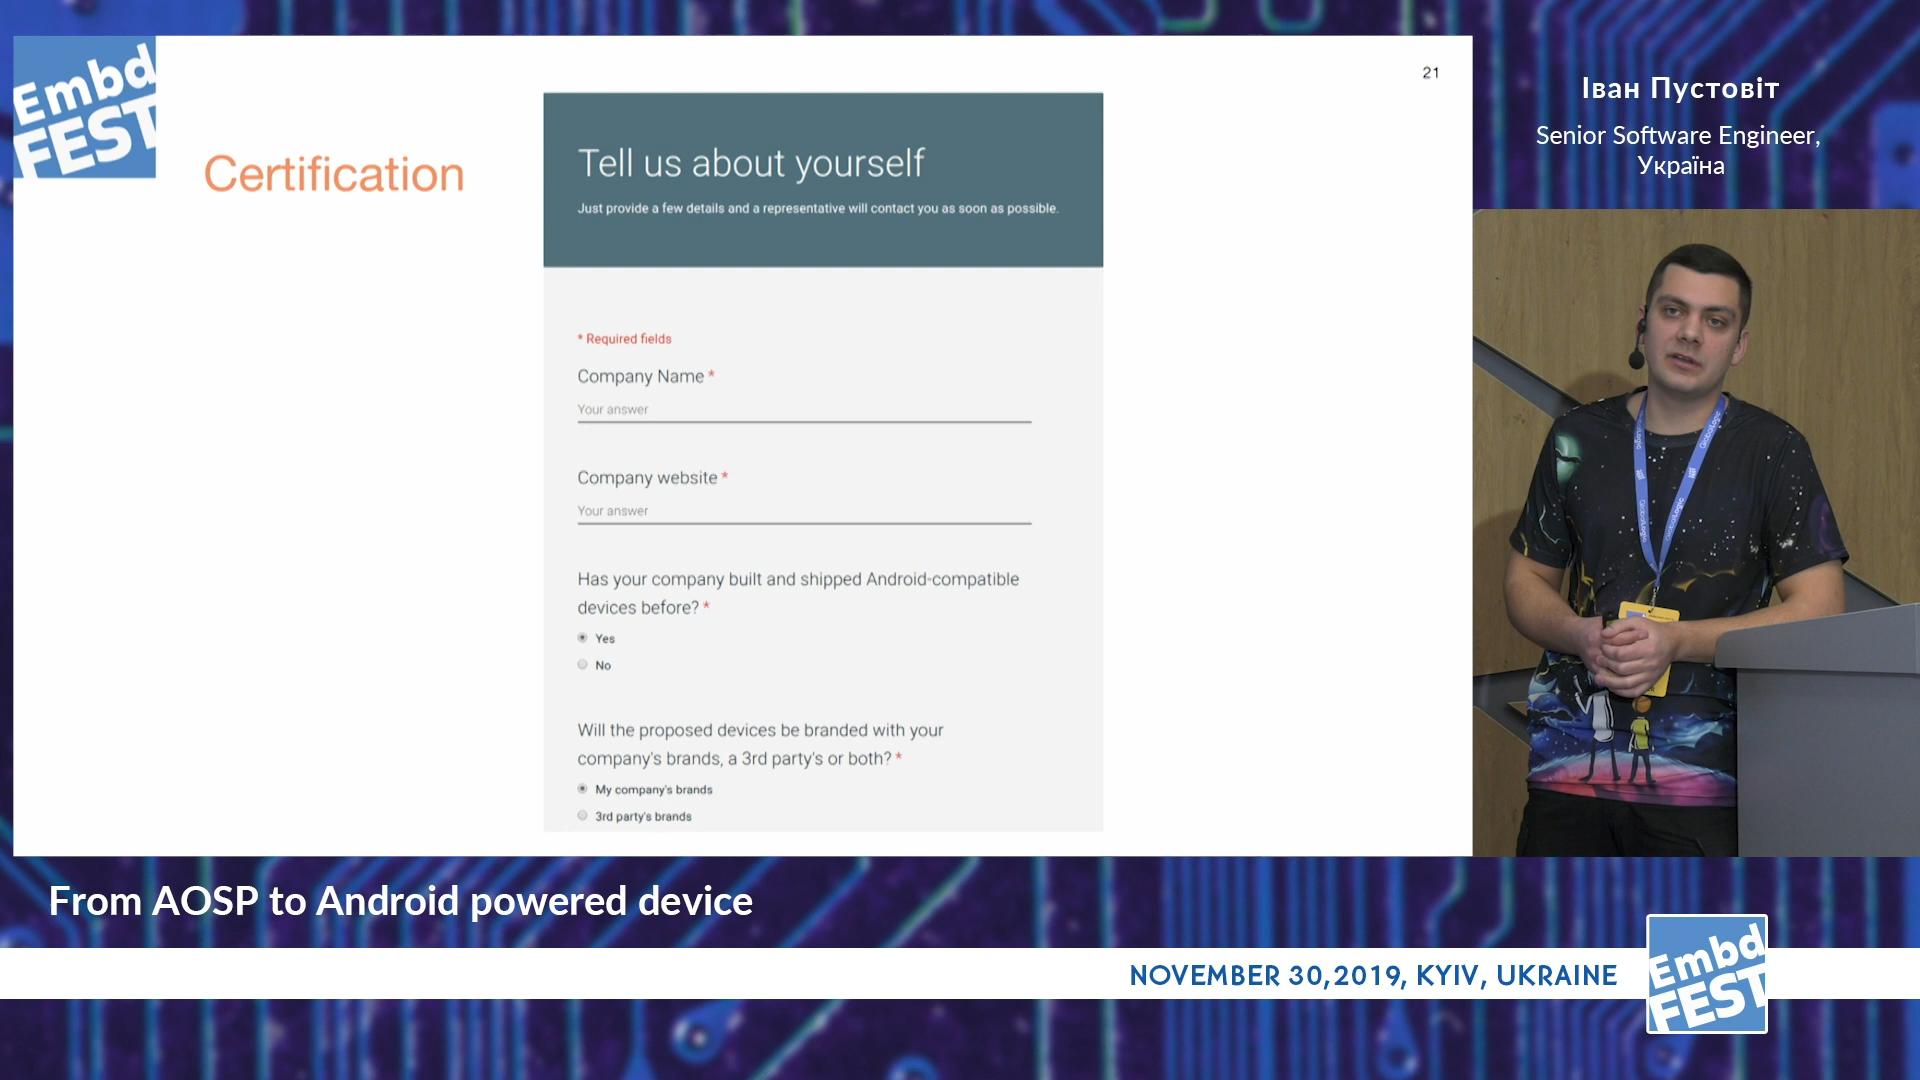 Embd
FEST
Certification
21
Tell us about yourself
Just provide a few details and a representative will contact you as soon as possible.
* Required fields
Company Name *
Your answer
Company website *
Your answer
Has your company built and shipped Android-compatible
devices before? *
Yes
No
Will the proposed devices be branded with your
company's brands, a 3rd party's or both? *
My company's brands
3rd party's brands
Іван Пустовіт
Senior Software Engineer,
Україна
GlobalLogic
GlobalLogic
From AOSP to Android powered device
NOVEMBER 30,2019, KYIV, UKRAINE
Embd
FEST